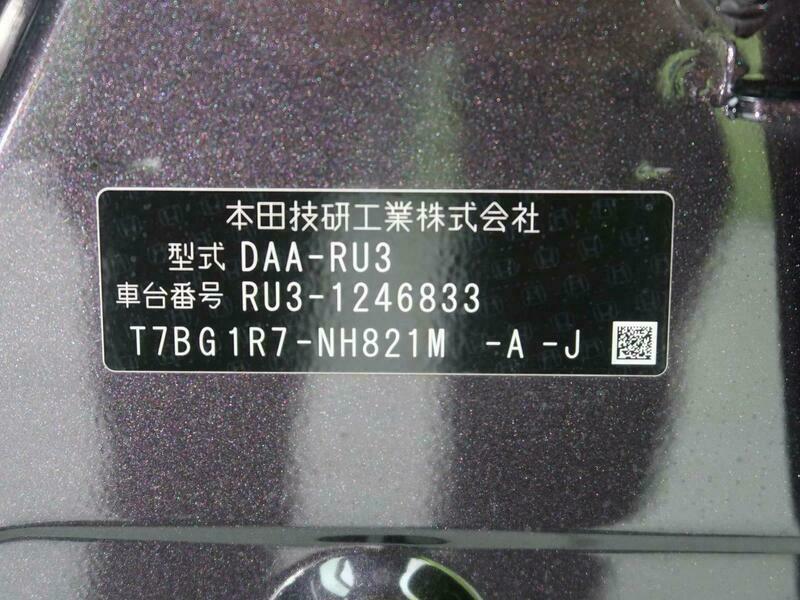 本田技研工業株式会社
型式 DAA-RU3
車台番号 RU3-1246833
T7BG1R7-NH821M -A-J